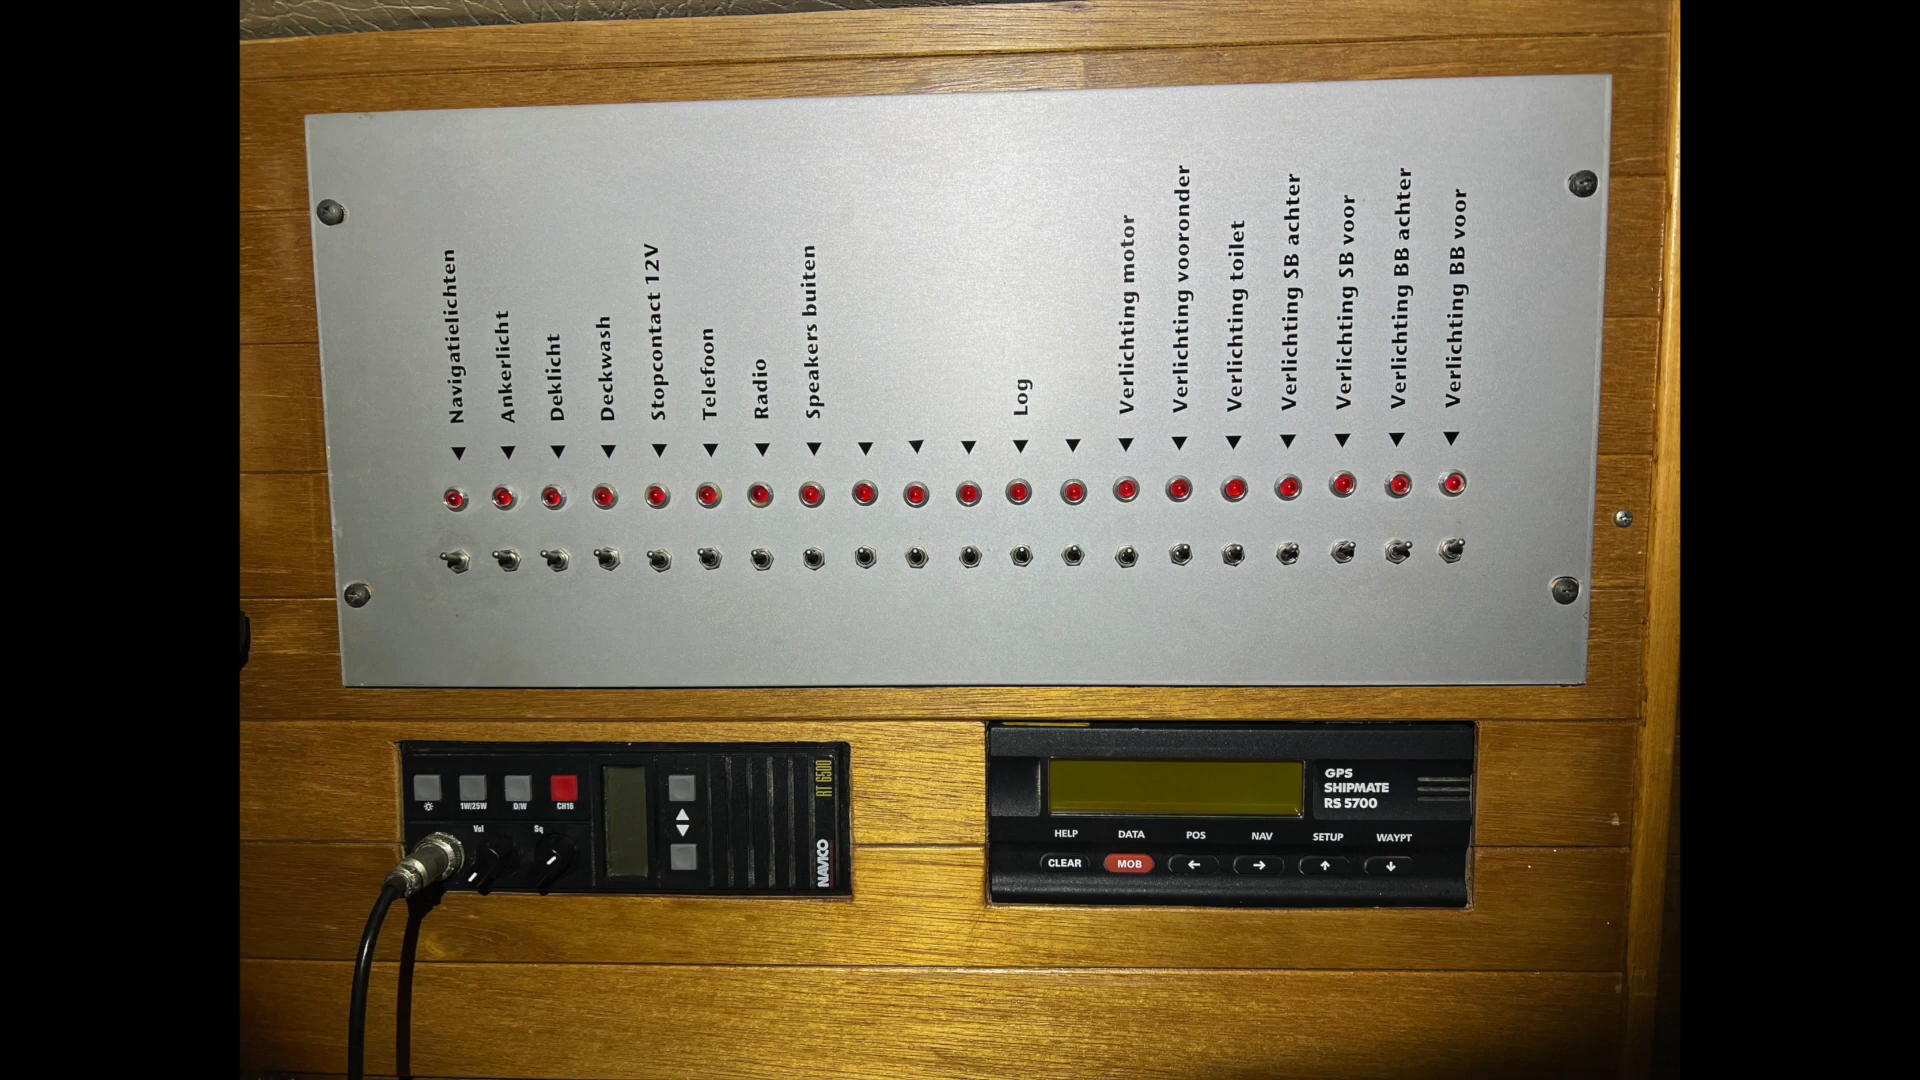 Navigatielichten
Ankerlicht
Deklicht
Deckwash
Stopcontact 12V
Telefoon
Radio
Speakers buiten
Log
Verlichting motor
Verlichting vooronder
Verlichting toilet
Verlichting SB achter
Verlichting SB voor
Verlichting BB achter
Verlichting BB voor
1W/25W
D/W
CH16
Vol
Sq
RT 6500
NAVICO
GPS
SHIPMATE
RS 5700
HELP DATA POS NAV SETUP WAYPT
CLEAR MOB ← → ↑ ↓